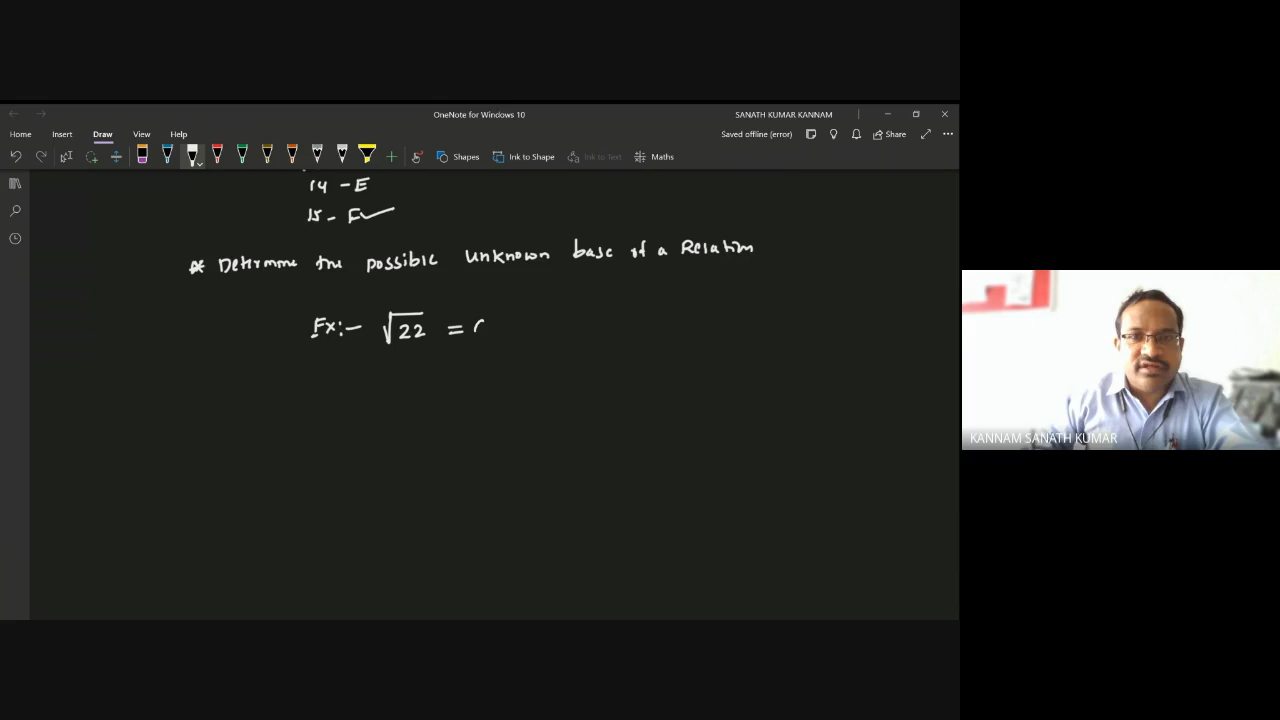 OneNote for Windows 10 SANATH KUMAR KANNAM
Home Insert Draw View Help Saved offline (error) Share
Shapes Ink to Shape Ink to Text Maths
14 - E
15 - F
* Determine the possible unknown base of a Relation
Ex:- √22 =
KANNAM SANATH KUMAR